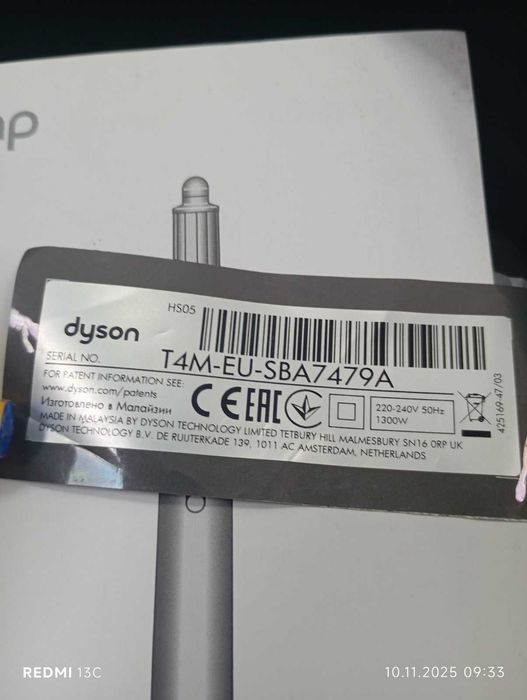 ap
HS05
dyson
SERIAL NO.
T4M-EU-SBA7479A
FOR PATENT INFORMATION SEE:
www.dyson.com/patents
Изготовлено в Малайзии
CE EAC
220-240V 50Hz
1300W
425169-47/03
MADE IN MALAYSIA BY DYSON TECHNOLOGY LIMITED TETBURY HILL MALMESBURY SN16 0RP UK
DYSON TECHNOLOGY B.V. DE RUIJTERKADE 139, 1011 AC AMSTERDAM, NETHERLANDS
REDMI 13C
10.11.2025 09:33